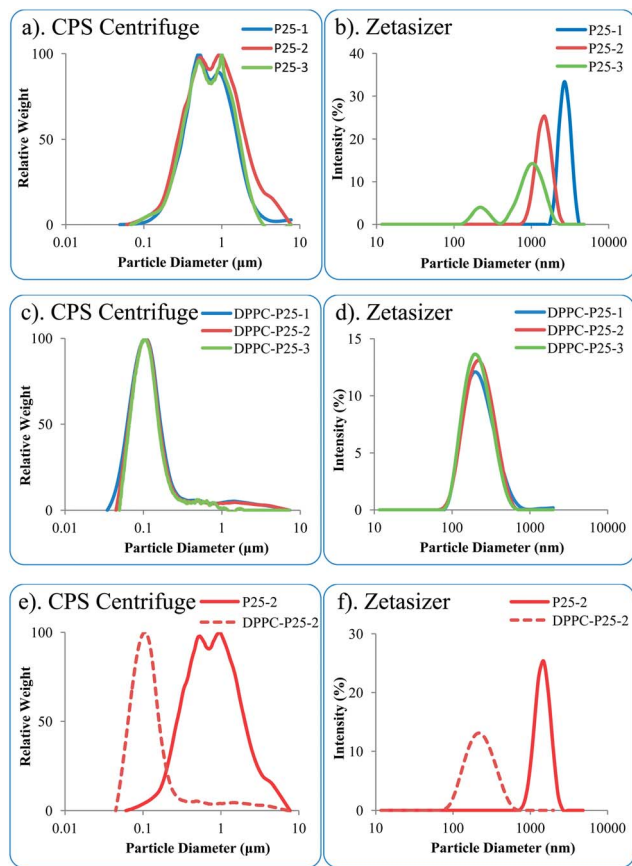 a). CPS Centrifuge
P25-1
P25-2
P25-3
100
50
0
Relative Weight
0.01 0.1 1 10
Particle Diameter (µm)
b). Zetasizer
P25-1
P25-2
P25-3
40
30
20
10
0
Intensity (%)
100 1000 10000
Particle Diameter (nm)
c). CPS Centrifuge
DPPC-P25-1
DPPC-P25-2
DPPC-P25-3
100
50
0
Relative Weight
0.01 0.1 1 10
Particle Diameter (µm)
d). Zetasizer
DPPC-P25-1
DPPC-P25-2
DPPC-P25-3
15
10
5
0
Intensity (%)
100 1000 10000
Particle Diameter (nm)
e). CPS Centrifuge
P25-2
DPPC-P25-2
100
50
0
Relative Weight
0.01 0.1 1 10
Particle Diameter (µm)
f). Zetasizer
P25-2
DPPC-P25-2
30
20
10
0
Intensity (%)
10 100 1000 10000
Particle Diameter (nm)